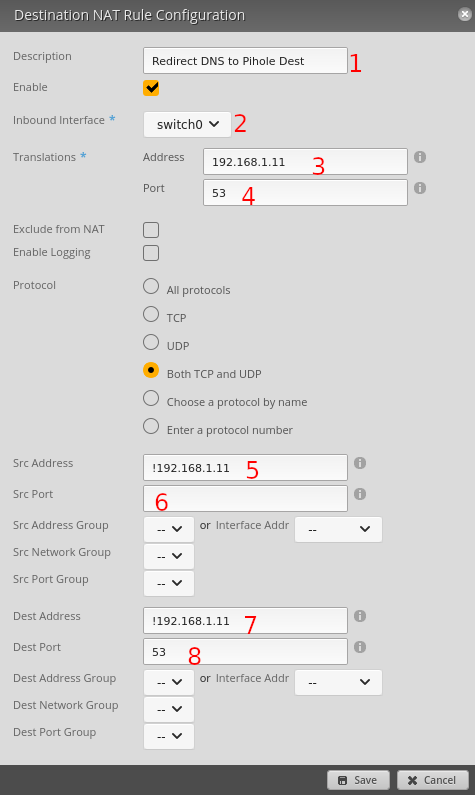 Destination NAT Rule Configuration
Description Redirect DNS to Pihole Dest 1
Enable
Inbound Interface * switch0 2
Translations * Address 192.168.1.11 3
Port 53 4
Exclude from NAT
Enable Logging
Protocol All protocols
TCP
UDP
Both TCP and UDP
Choose a protocol by name
Enter a protocol number
Src Address !192.168.1.11 5
Src Port 6
Src Address Group -- or Interface Addr --
Src Network Group --
Src Port Group --
Dest Address !192.168.1.11 7
Dest Port 53 8
Dest Address Group -- or Interface Addr --
Dest Network Group --
Dest Port Group --
Save Cancel